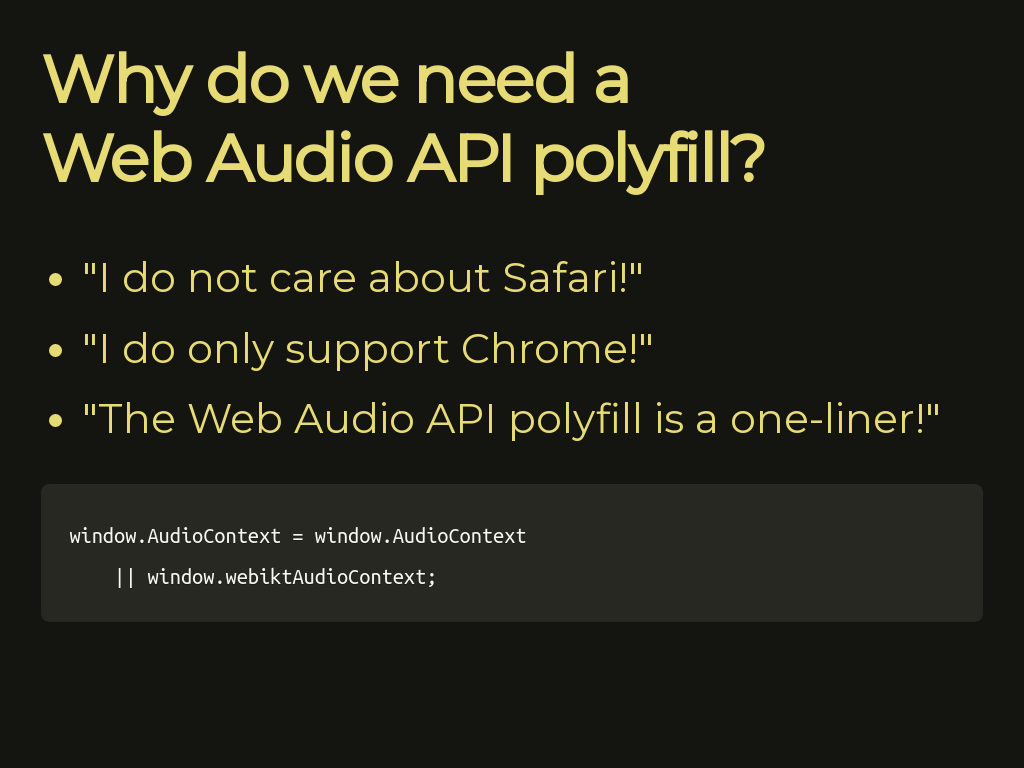 Why do we need a
Web Audio API polyfill?
"I do not care about Safari!"
"I do only support Chrome!"
"The Web Audio API polyfill is a one-liner!"
window.AudioContext = window.AudioContext
|| window.webiktAudioContext;